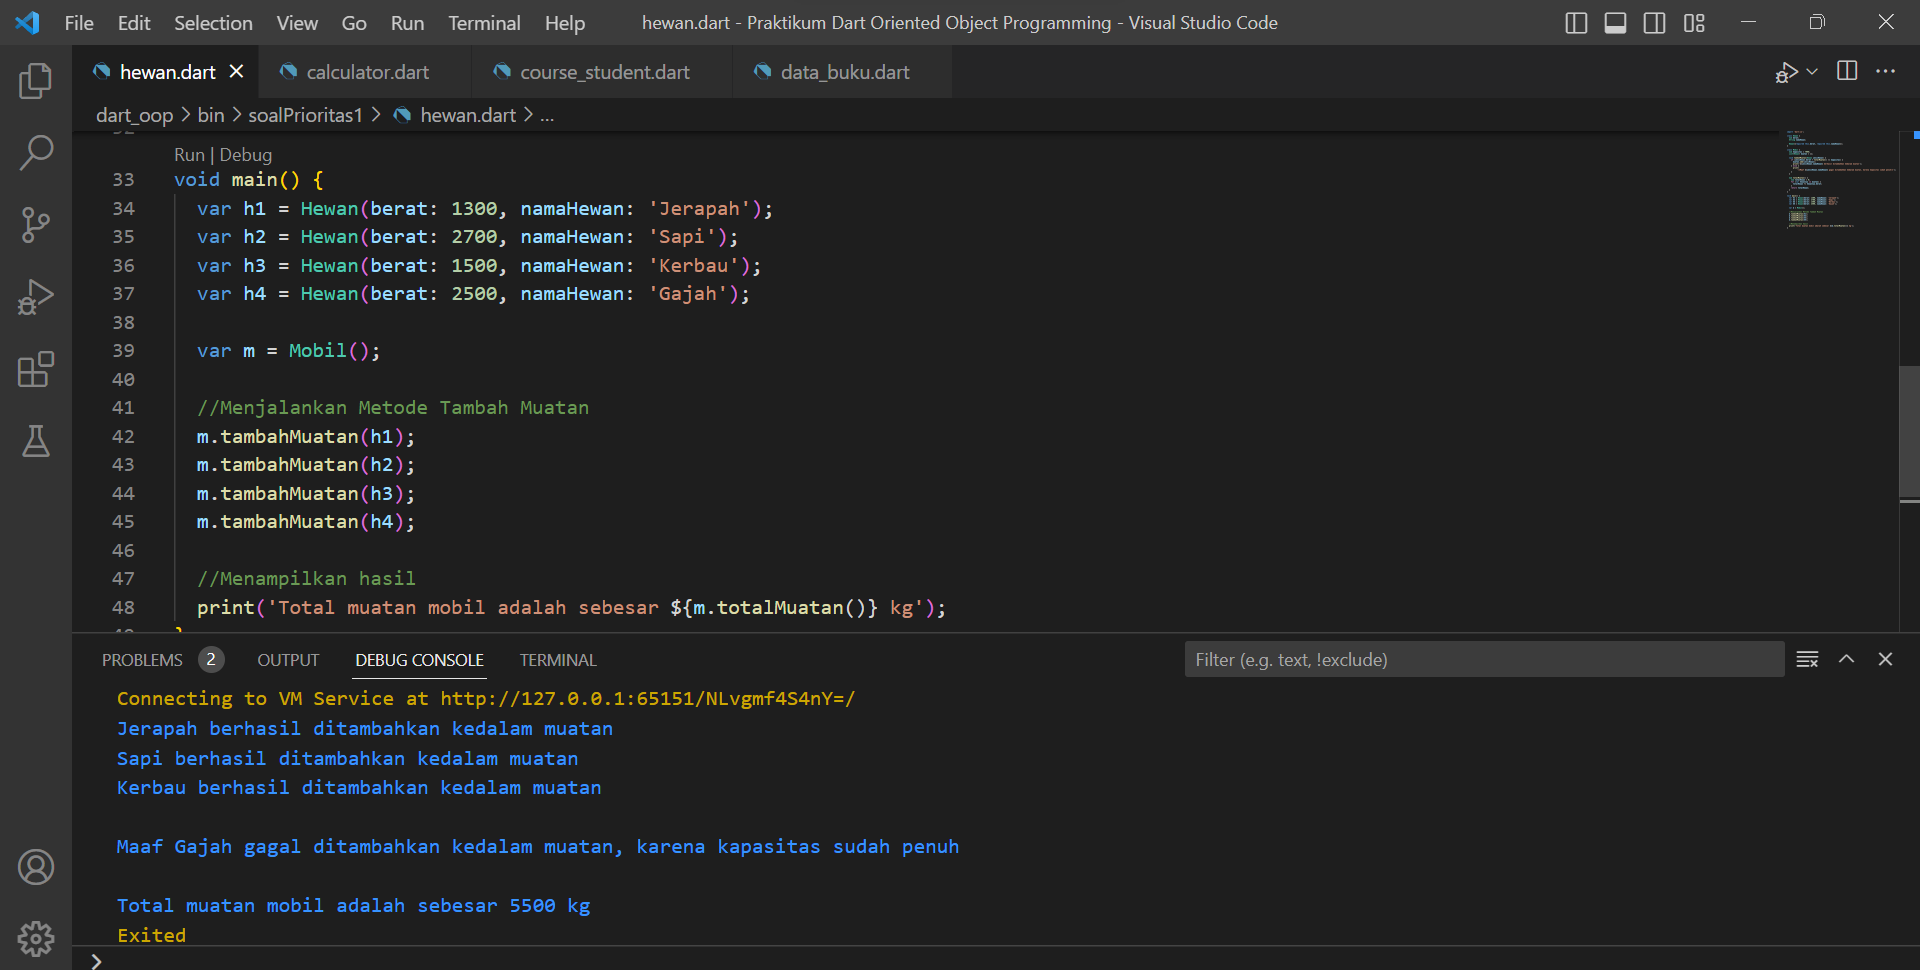 File Edit Selection View Go Run Terminal Help hewan.dart - Praktikum Dart Oriented Object Programming - Visual Studio Code
hewan.dart calculator.dart course_student.dart data_buku.dart
dart_oop > bin > soalPrioritas1 > hewan.dart > ...
Run | Debug
33 void main() {
34 var h1 = Hewan(berat: 1300, namaHewan: 'Jerapah');
35 var h2 = Hewan(berat: 2700, namaHewan: 'Sapi');
36 var h3 = Hewan(berat: 1500, namaHewan: 'Kerbau');
37 var h4 = Hewan(berat: 2500, namaHewan: 'Gajah');
38
39 var m = Mobil();
40
41 //Menjalankan Metode Tambah Muatan
42 m.tambahMuatan(h1);
43 m.tambahMuatan(h2);
44 m.tambahMuatan(h3);
45 m.tambahMuatan(h4);
46
47 //Menampilkan hasil
48 print('Total muatan mobil adalah sebesar ${m.totalMuatan()} kg');
PROBLEMS 2 OUTPUT DEBUG CONSOLE TERMINAL Filter (e.g. text, !exclude)
Connecting to VM Service at http://127.0.0.1:65151/NLvgmf4S4nY=/
Jerapah berhasil ditambahkan kedalam muatan
Sapi berhasil ditambahkan kedalam muatan
Kerbau berhasil ditambahkan kedalam muatan
Maaf Gajah gagal ditambahkan kedalam muatan, karena kapasitas sudah penuh
Total muatan mobil adalah sebesar 5500 kg
Exited